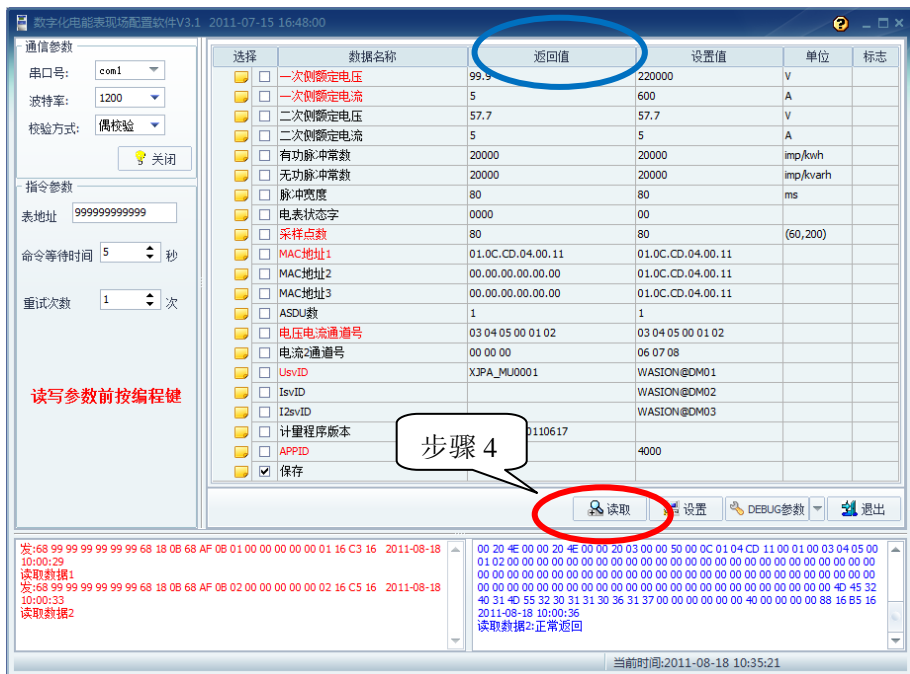 数字化电能表现场配置软件V3.1 2011-07-15 16:48:00
通信参数
串口号: com1
波特率: 1200
校验方式: 偶校验
关闭
指令参数
表地址 999999999999
命令等待时间 5 秒
重试次数 1 次
读写参数前按编程键
选择 数据名称 返回值 设置值 单位 标志
一次侧额定电压 99.9 220000 V
一次侧额定电流 5 600 A
二次侧额定电压 57.7 57.7 V
二次侧额定电流 5 5 A
有功脉冲常数 20000 20000 imp/kwh
无功脉冲常数 20000 20000 imp/kvarh
脉冲宽度 80 80 ms
电表状态字 0000 00
采样点数 80 80 (60,200)
MAC地址1 01.0C.CD.04.00.11 01.0C.CD.04.00.11
MAC地址2 00.00.00.00.00.00 01.0C.CD.04.00.11
MAC地址3 00.00.00.00.00.00 01.0C.CD.04.00.11
ASDU数 1 1
电压电流通道号 03 04 05 00 01 02 03 04 05 00 01 02
电流2通道号 00 00 00 06 07 08
UsvID XJPA_MU0001 WASION@DM01
IsvID WASION@DM02
I2svID WASION@DM03
计量程序版本 0110617
APPID 4000
保存
步骤 4
读取 设置 DEBUG参数 退出
发:68 99 99 99 99 99 99 68 18 0B 68 AF 0B 01 00 00 00 00 00 01 16 C3 16 2011-08-18
10:00:29
读取数据1
发:68 99 99 99 99 99 99 68 18 0B 68 AF 0B 02 00 00 00 00 00 02 16 C5 16 2011-08-18
10:00:33
读取数据2
00 20 4E 00 00 20 4E 00 00 20 03 00 00 50 00 0C 01 04 CD 11 00 01 00 03 04 05 00
01 02 00 00 00 00 00 00 00 00 00 00 00 00 00 00 00 00 00 00 00 00 00 00 00 00 00
00 00 00 00 00 00 00 00 00 00 00 00 00 00 00 00 00 00 00 00 00 00 00 00 00 00 00
00 00 00 00 00 00 00 00 00 00 00 00 00 00 00 00 00 00 00 00 00 00 00 00 4D 45 32
40 31 4D 55 32 30 31 31 30 36 31 37 00 00 00 00 00 00 40 00 00 00 00 88 16 B5 16
2011-08-18 10:00:36
读取数据2:正常返回
当前时间:2011-08-18 10:35:21